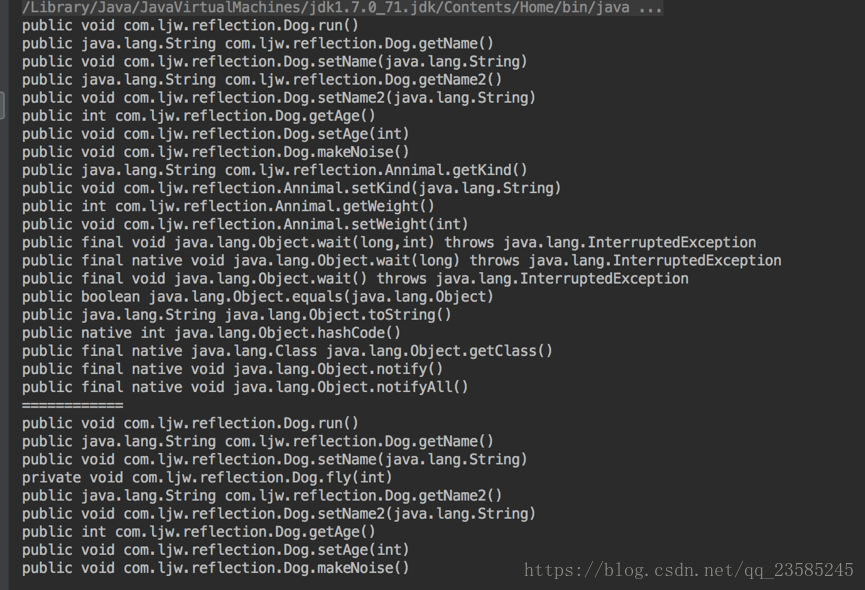 /Library/Java/JavaVirtualMachines/jdk1.7.0_71.jdk/Contents/Home/bin/java ...
public void com.ljw.reflection.Dog.run()
public java.lang.String com.ljw.reflection.Dog.getName()
public void com.ljw.reflection.Dog.setName(java.lang.String)
public java.lang.String com.ljw.reflection.Dog.getName2()
public void com.ljw.reflection.Dog.setName2(java.lang.String)
public int com.ljw.reflection.Dog.getAge()
public void com.ljw.reflection.Dog.setAge(int)
public void com.ljw.reflection.Dog.makeNoise()
public java.lang.String com.ljw.reflection.Annimal.getKind()
public void com.ljw.reflection.Annimal.setKind(java.lang.String)
public int com.ljw.reflection.Annimal.getWeight()
public void com.ljw.reflection.Annimal.setWeight(int)
public final void java.lang.Object.wait(long,int) throws java.lang.InterruptedException
public final native void java.lang.Object.wait(long) throws java.lang.InterruptedException
public final void java.lang.Object.wait() throws java.lang.InterruptedException
public boolean java.lang.Object.equals(java.lang.Object)
public java.lang.String java.lang.Object.toString()
public native int java.lang.Object.hashCode()
public final native java.lang.Class java.lang.Object.getClass()
public final native void java.lang.Object.notify()
public final native void java.lang.Object.notifyAll()
============
public void com.ljw.reflection.Dog.run()
public java.lang.String com.ljw.reflection.Dog.getName()
public void com.ljw.reflection.Dog.setName(java.lang.String)
private void com.ljw.reflection.Dog.fly(int)
public java.lang.String com.ljw.reflection.Dog.getName2()
public void com.ljw.reflection.Dog.setName2(java.lang.String)
public int com.ljw.reflection.Dog.getAge()
public void com.ljw.reflection.Dog.setAge(int)
public void com.ljw.reflection.Dog.makeNoise()
https://blog.csdn.net/qq_23585245